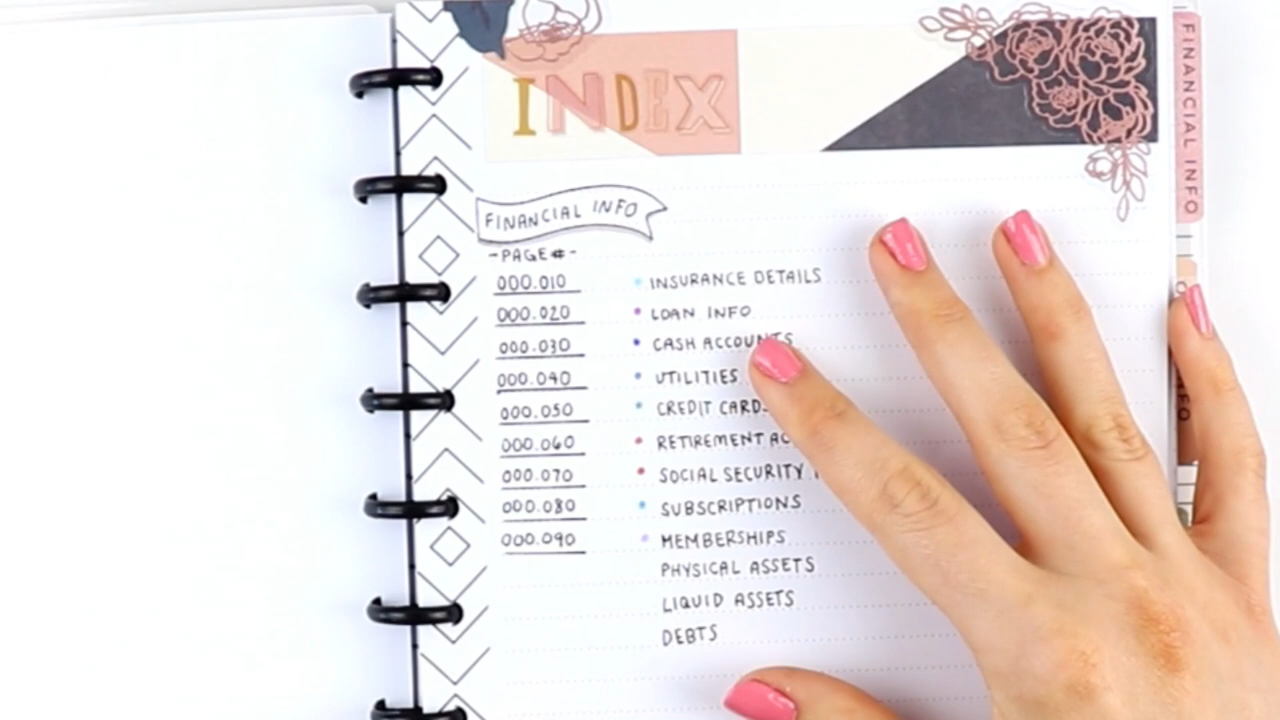 INDEX
FINANCIAL INFO
FINANCIAL INFO
-PAGE#-
000.010 INSURANCE DETAILS
000.020 LOAN INFO
000.030 CASH ACCOUNTS
000.040 UTILITIES
000.050 CREDIT CARD
000.060 RETIREMENT
000.070 SOCIAL SECURITY
000.080 SUBSCRIPTIONS
000.090 MEMBERSHIPS
PHYSICAL ASSETS
LIQUID ASSETS
DEBTS